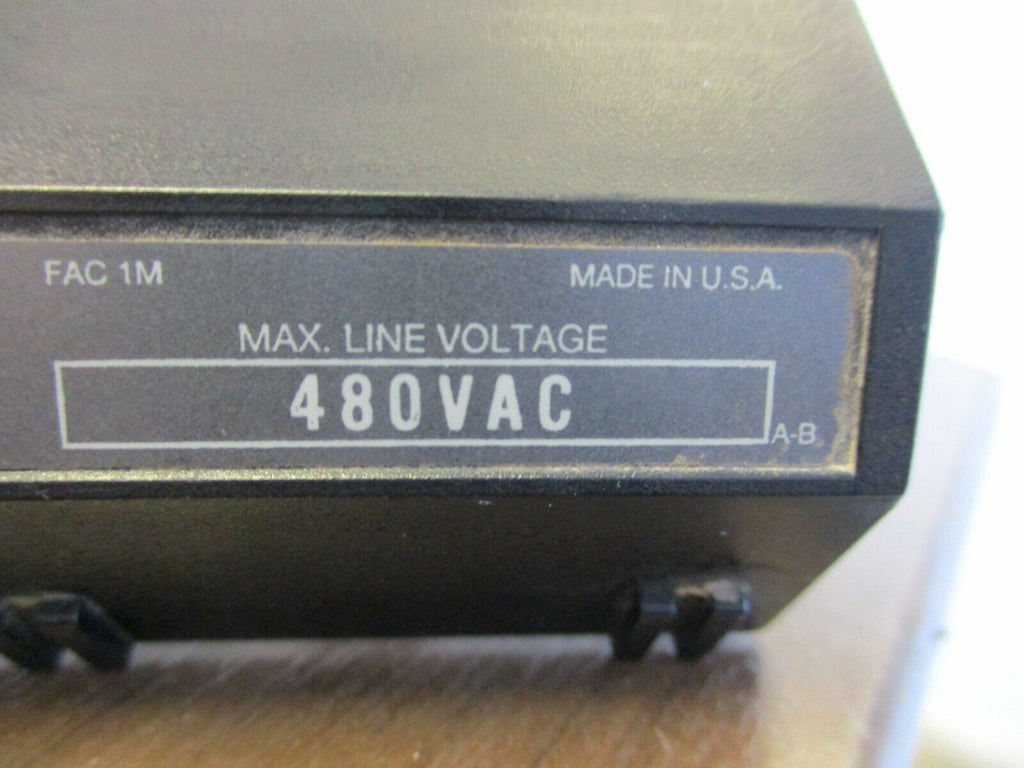 FAC 1M MADE IN U.S.A.
MAX. LINE VOLTAGE
480VAC
A-B